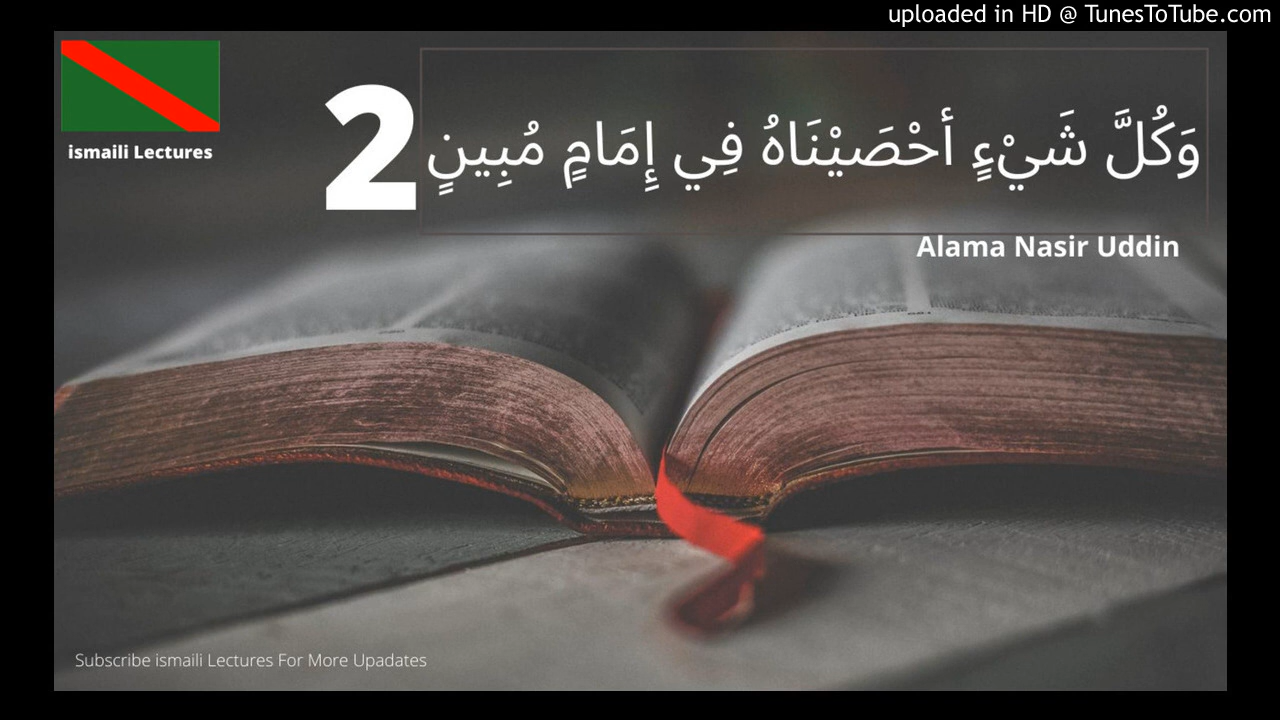 uploaded in HD @ TunesToTube.com
2
وَكُلَّ شَيْءٍ أحْصَيْنَاهُ فِي إِمَامٍ مُبِينٍ
ismaili Lectures
Alama Nasir Uddin
Subscribe ismaili Lectures For More Upadates